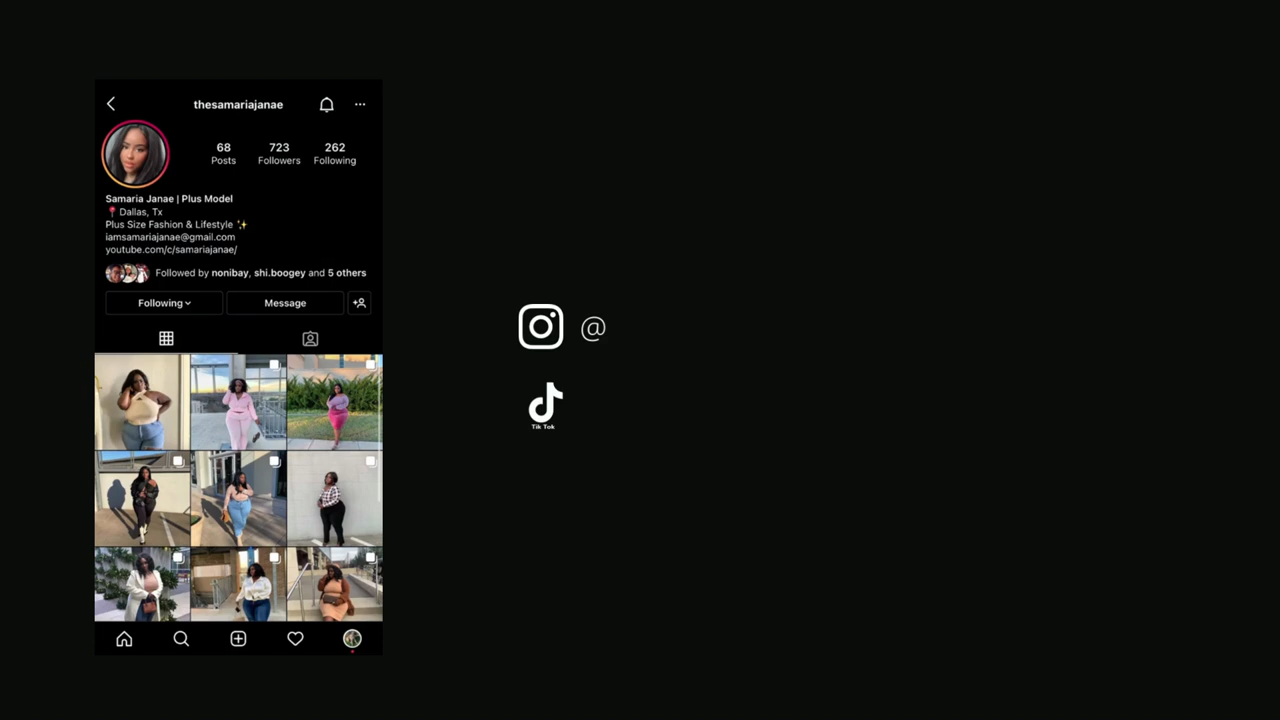 thesamariajanae
68 723 262
Posts Followers Following
Samaria Janae | Plus Model
📍 Dallas, Tx
Plus Size Fashion & Lifestyle ✨
iamsamariajanae@gmail.com
youtube.com/c/samariajanae/
Followed by nonibay, shi.boogey and 5 others
Following Message
@
Tik Tok